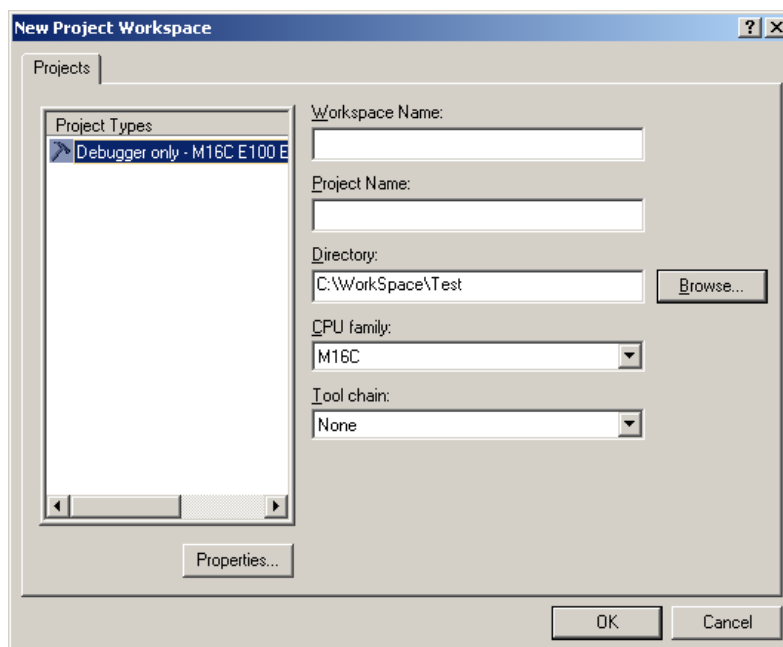 New Project Workspace
Projects
Project Types
Debugger only - M16C E100 E
Workspace Name:
Project Name:
Directory:
C:\WorkSpace\Test
Browse...
CPU family:
M16C
Tool chain:
None
Properties...
OK
Cancel